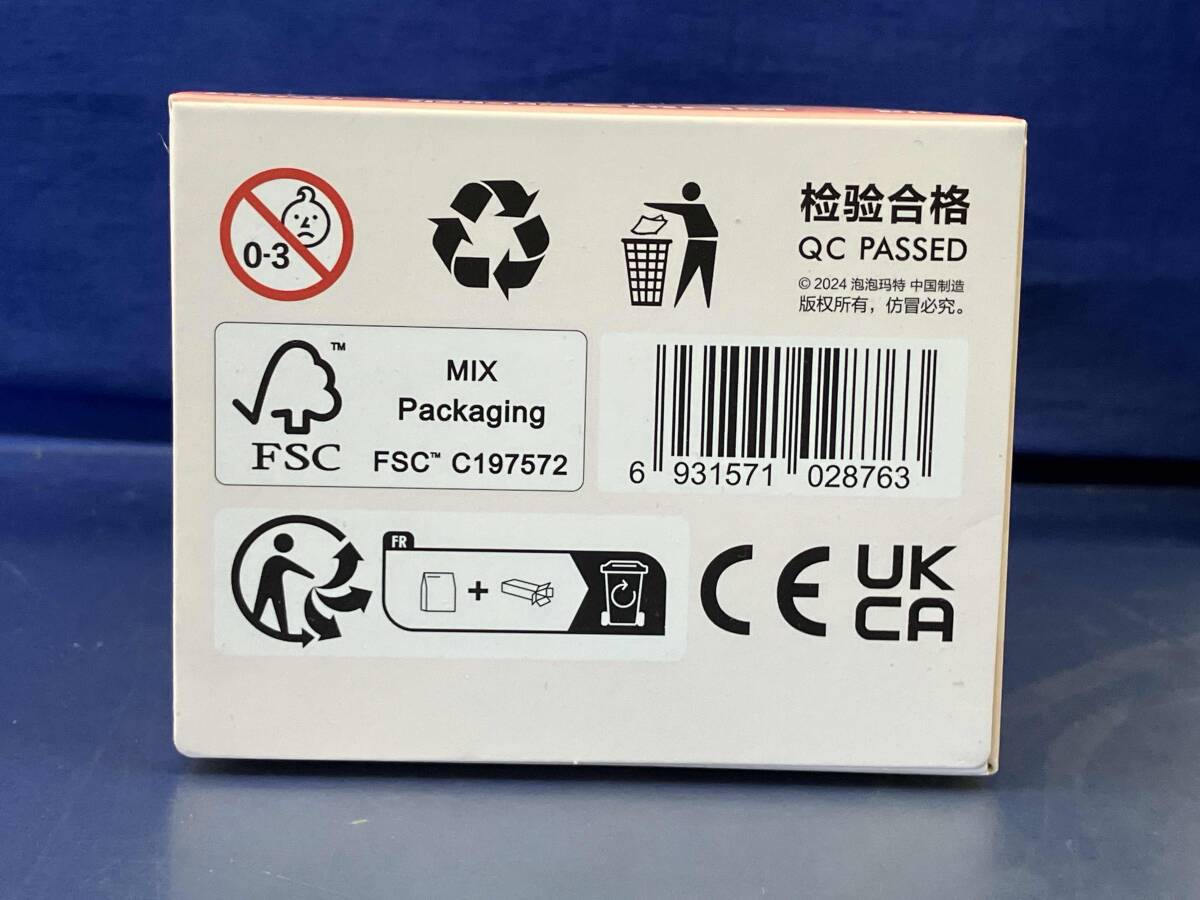 0-3
检验合格
QC PASSED
© 2024 泡泡玛特 中国制造
版权所有，仿冒必究。
™
FSC
MIX
Packaging
FSC™ C197572
6 931571 028763
FR
+
CE
UK
CA